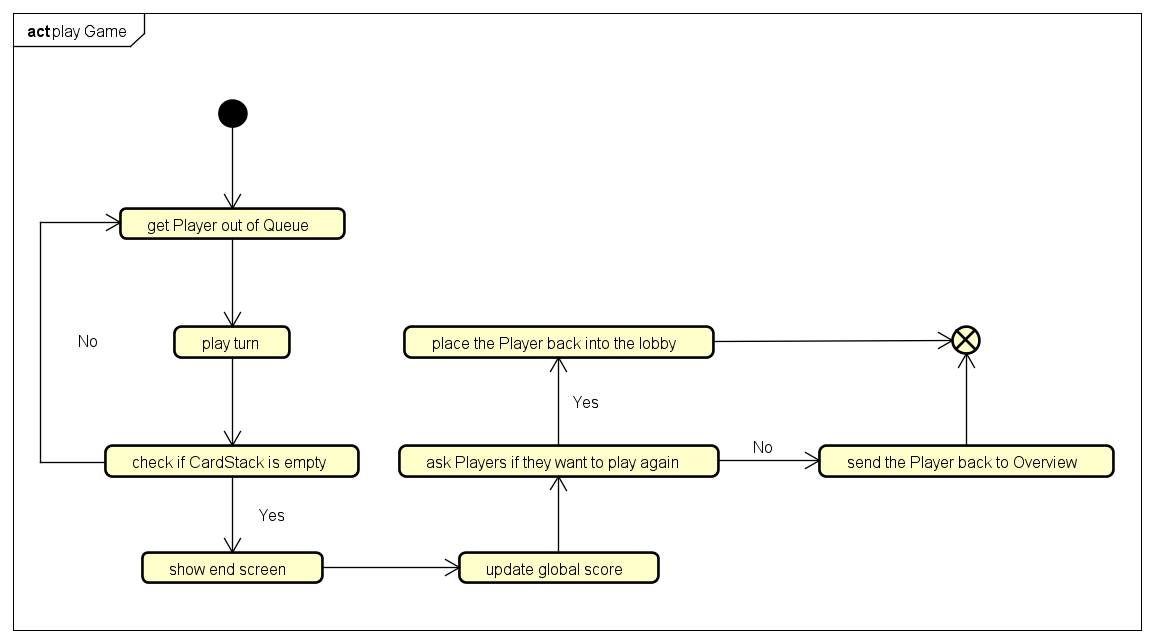 act play Game
get Player out of Queue
No
play turn
place the Player back into the lobby
Yes
check if CardStack is empty
ask Players if they want to play again
No
send the Player back to Overview
Yes
show end screen
update global score